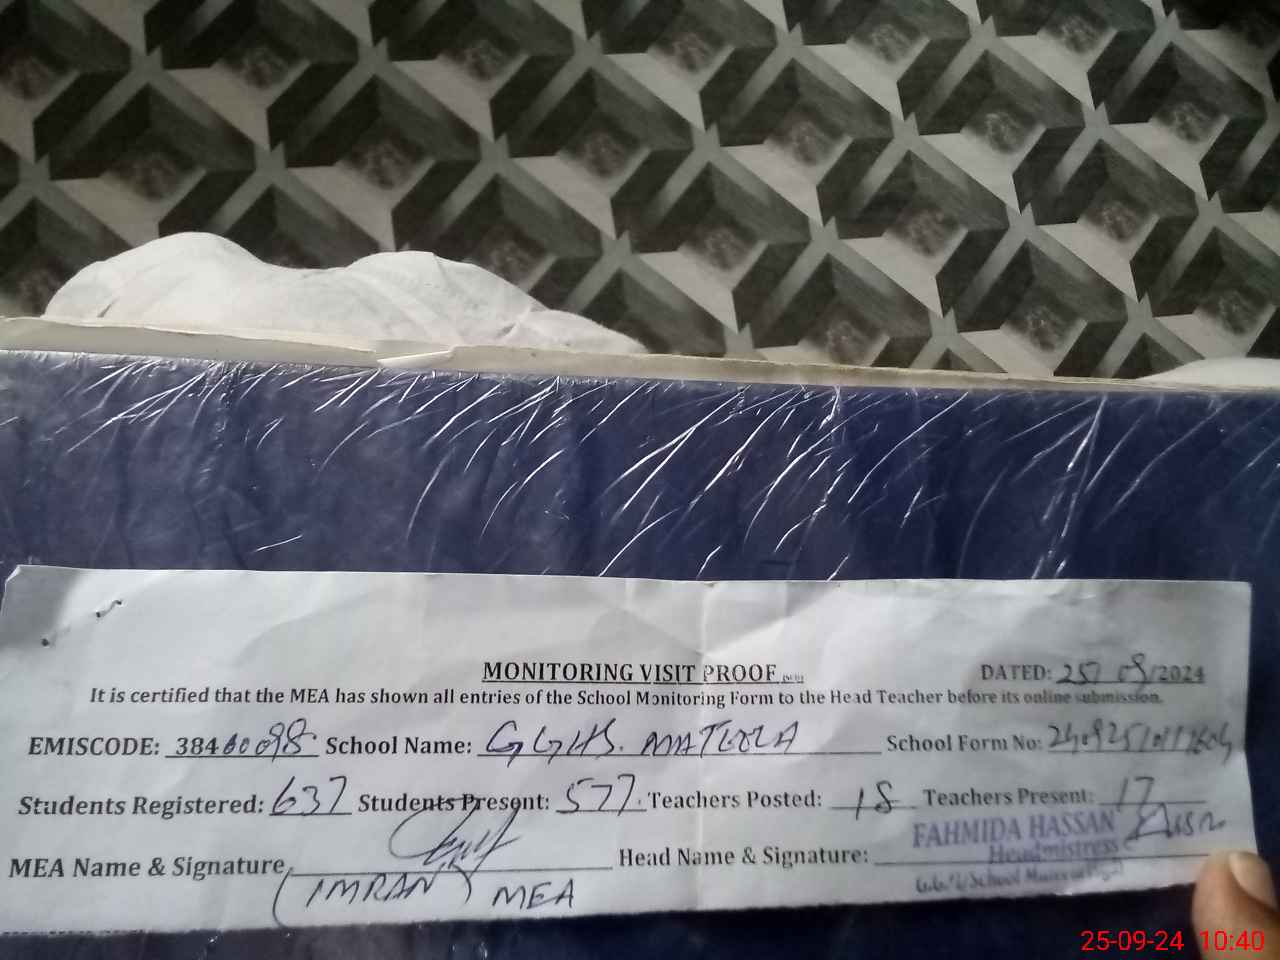 MONITORING VISIT PROOF
DATED: 25/ 09/2024
It is certified that the MEA has shown all entries of the School Monitoring Form to the Head Teacher before its online submission.
EMISCODE: 38460098 School Name: GGHS. MATEELA School Form No:
Students Registered: 637 Students Present: 577. Teachers Posted: 18 Teachers Present: 17
MEA Name & Signature Head Name & Signature: FAHMIDA HASSAN
Headmistress
(IMRAN) MEA
25-09-24 10:40